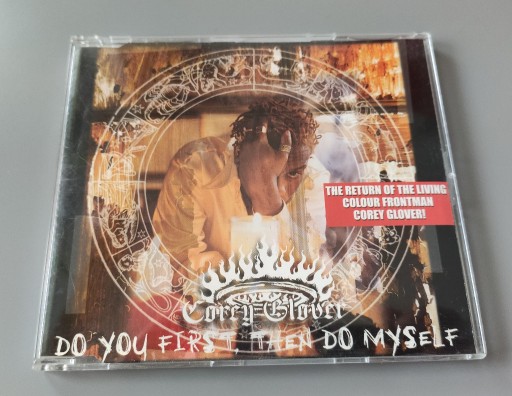 THE RETURN OF THE LIVING
COLOUR FRONTMAN
COREY GLOVER!
Corey Glover
DO YOU FIRST, THEN DO MYSELF